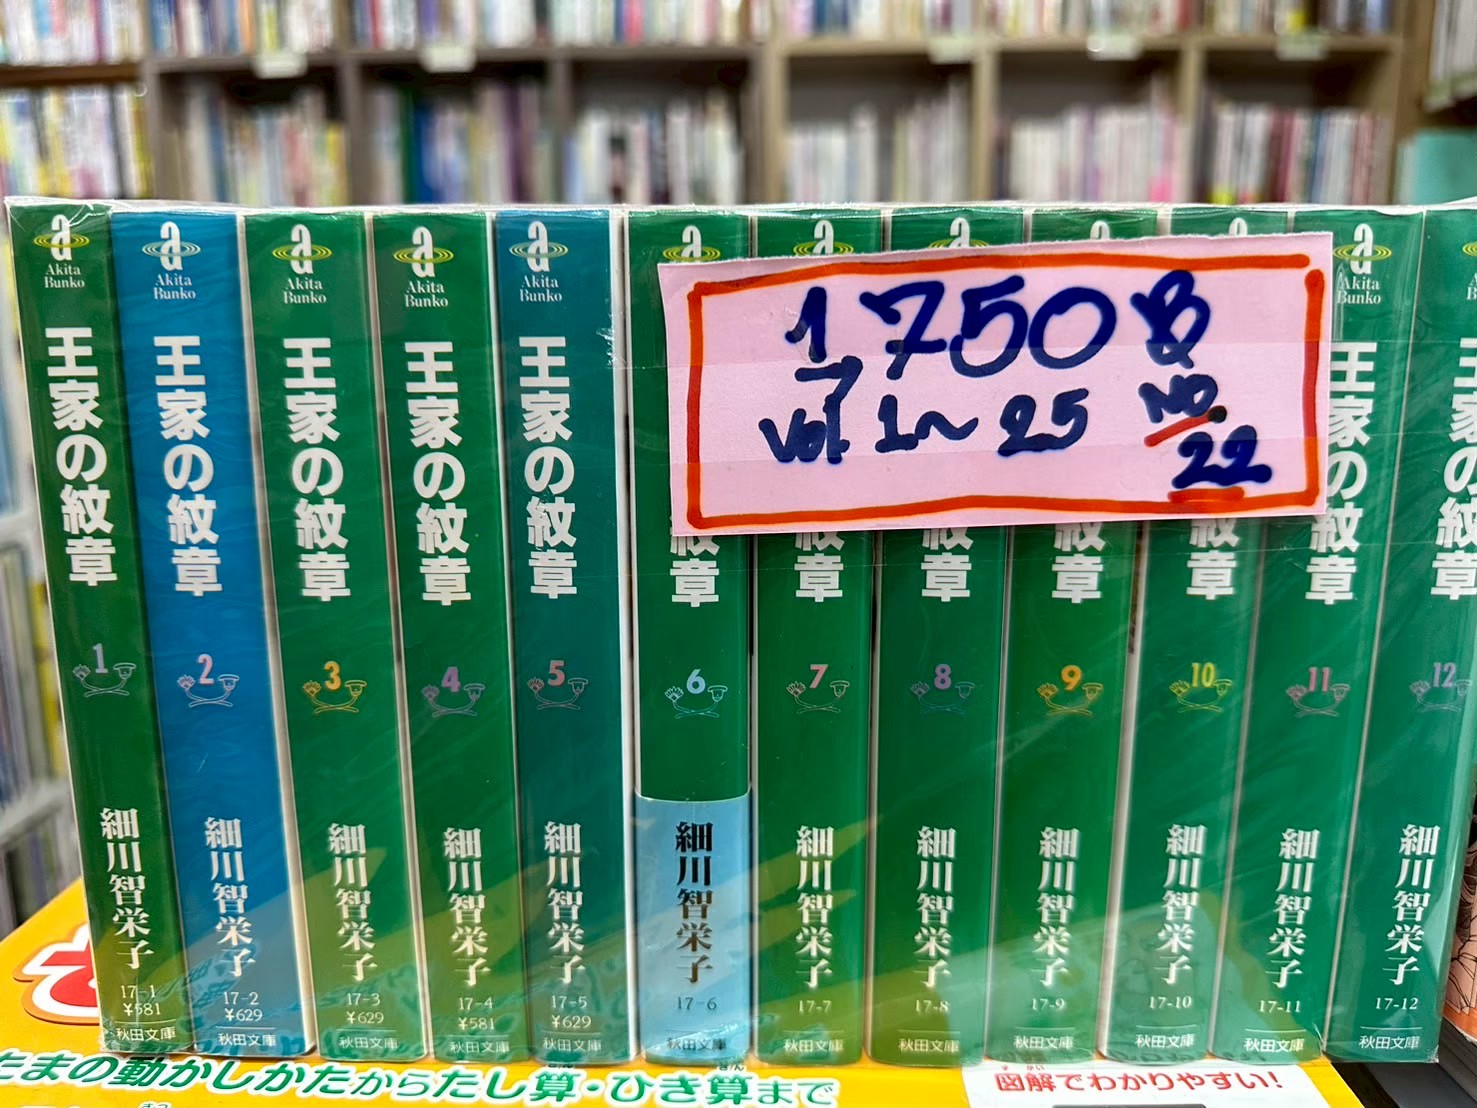 1750B
Vol 1~25 NO.
22
Akita
Bunko
王家の紋章
1
細川智栄子
17-1
¥581
秋田文庫
Akita
Bunko
王家の紋章
2
細川智栄子
17-2
¥629
秋田文庫
Akita
Bunko
王家の紋章
3
細川智栄子
17-3
¥629
秋田文庫
Akita
Bunko
王家の紋章
4
細川智栄子
17-4
¥581
秋田文庫
Akita
Bunko
王家の紋章
5
細川智栄子
17-5
¥629
秋田文庫
紋章
6
細川智栄子
17-6
秋田文庫
紋章
7
細川智栄子
17-7
秋田文庫
紋章
8
細川智栄子
17-8
秋田文庫
紋章
9
細川智栄子
17-9
秋田文庫
紋章
10
細川智栄子
17-10
秋田文庫
Akita
Bunko
王家の紋章
11
細川智栄子
17-11
秋田文庫
王家の紋章
12
細川智栄子
17-12
秋田文庫
たまの動かしかたからたし算・ひき算まで
図解でわかりやすい!